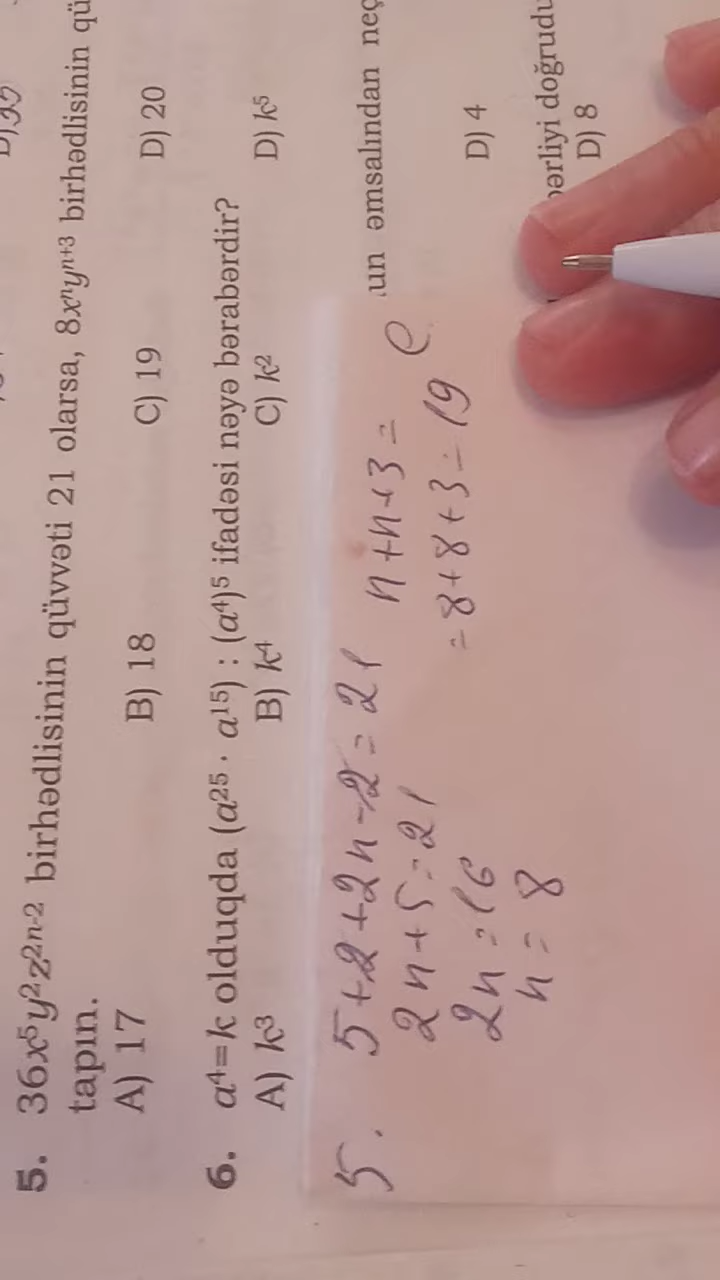 5. 36x⁵y²z²ⁿ⁻² birhədlisinin qüvvəti 21 olarsa, 8xⁿyⁿ⁺³ birhədlisinin
tapın.
A) 17 B) 18 C) 19 D) 20
6. a⁴=k olduqda (a²⁵ · a¹⁵) : (a⁴)⁵ ifadəsi nəyə bərabərdir?
A) k³ B) k⁴ C) k² D) k⁵
əmsalından
D) 4
doğrudu
D) 8
5. 5+2+2n-2=21 n+n+3=
2n+5=21 =8+8+3=19 C
2n=16
n=8